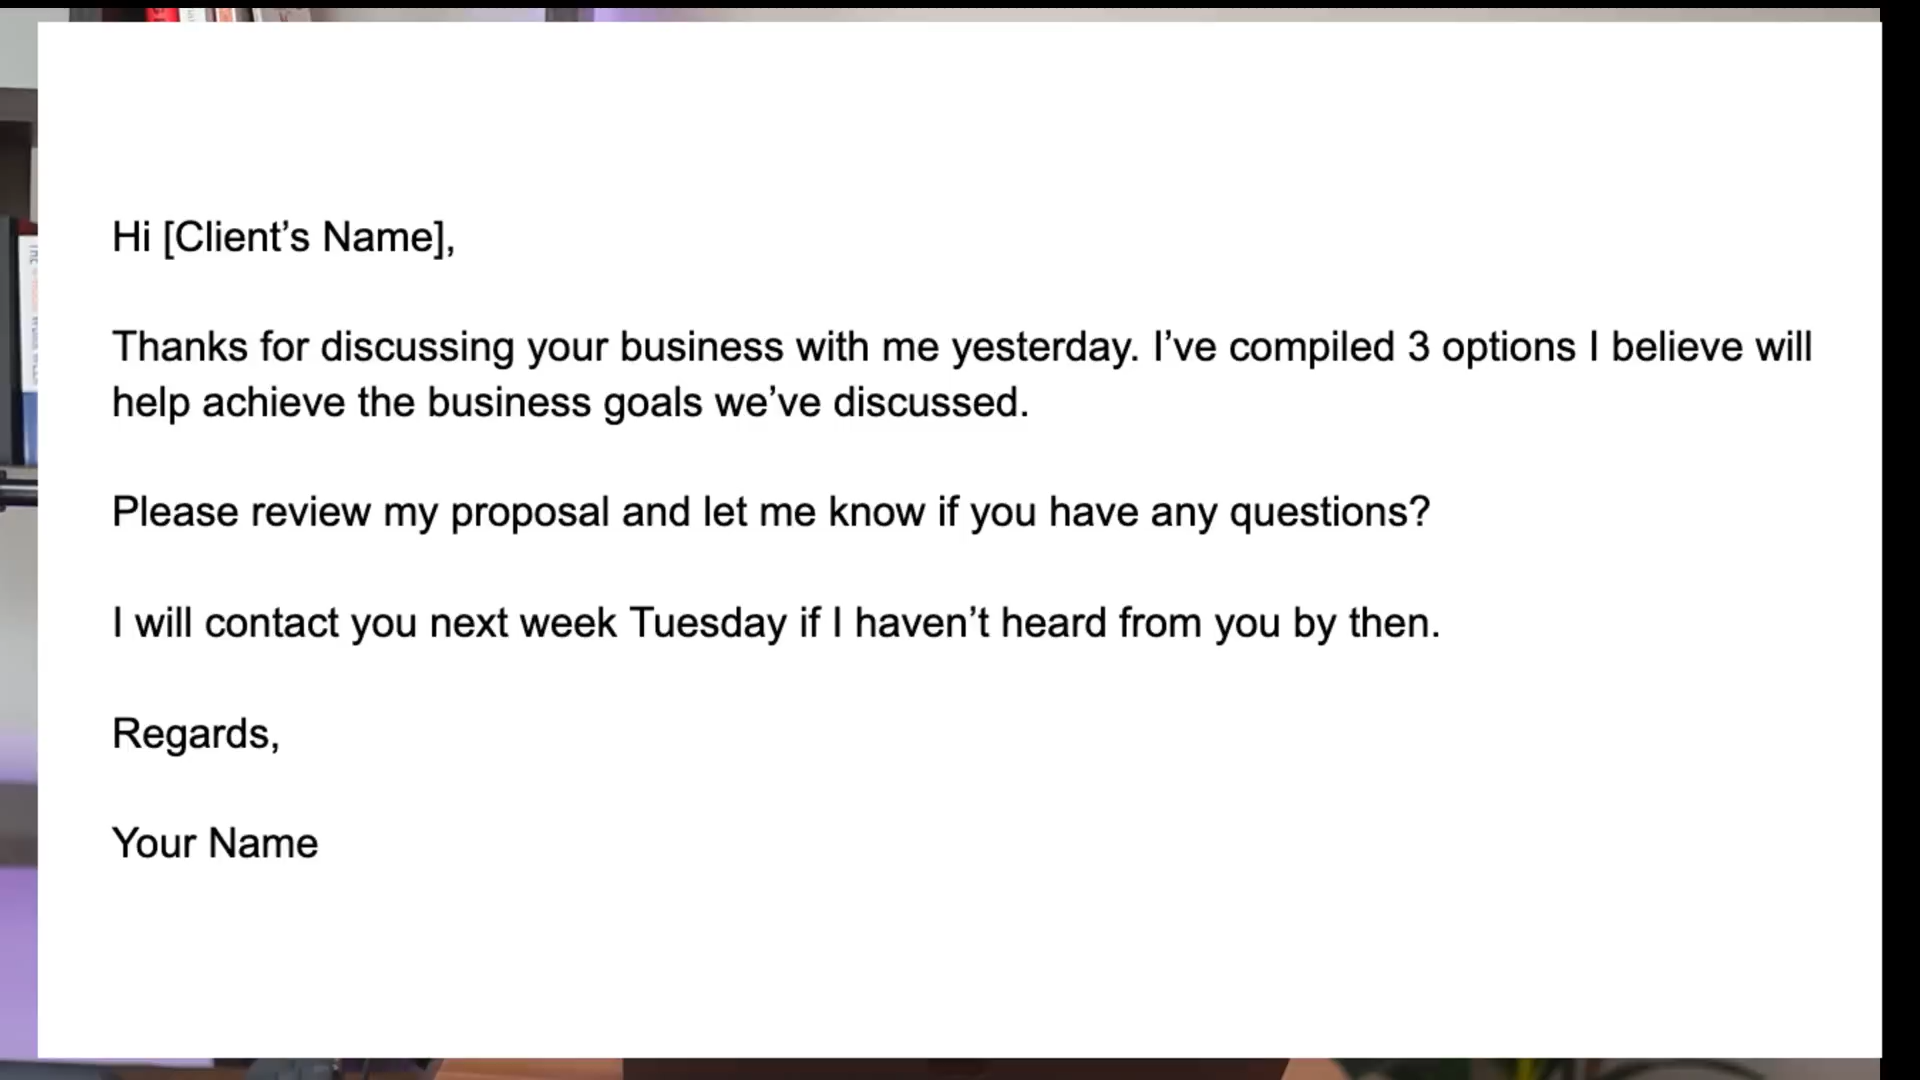 Hi [Client’s Name],
Thanks for discussing your business with me yesterday. I’ve compiled 3 options I believe will
help achieve the business goals we’ve discussed.
Please review my proposal and let me know if you have any questions?
I will contact you next week Tuesday if I haven’t heard from you by then.
Regards,
Your Name